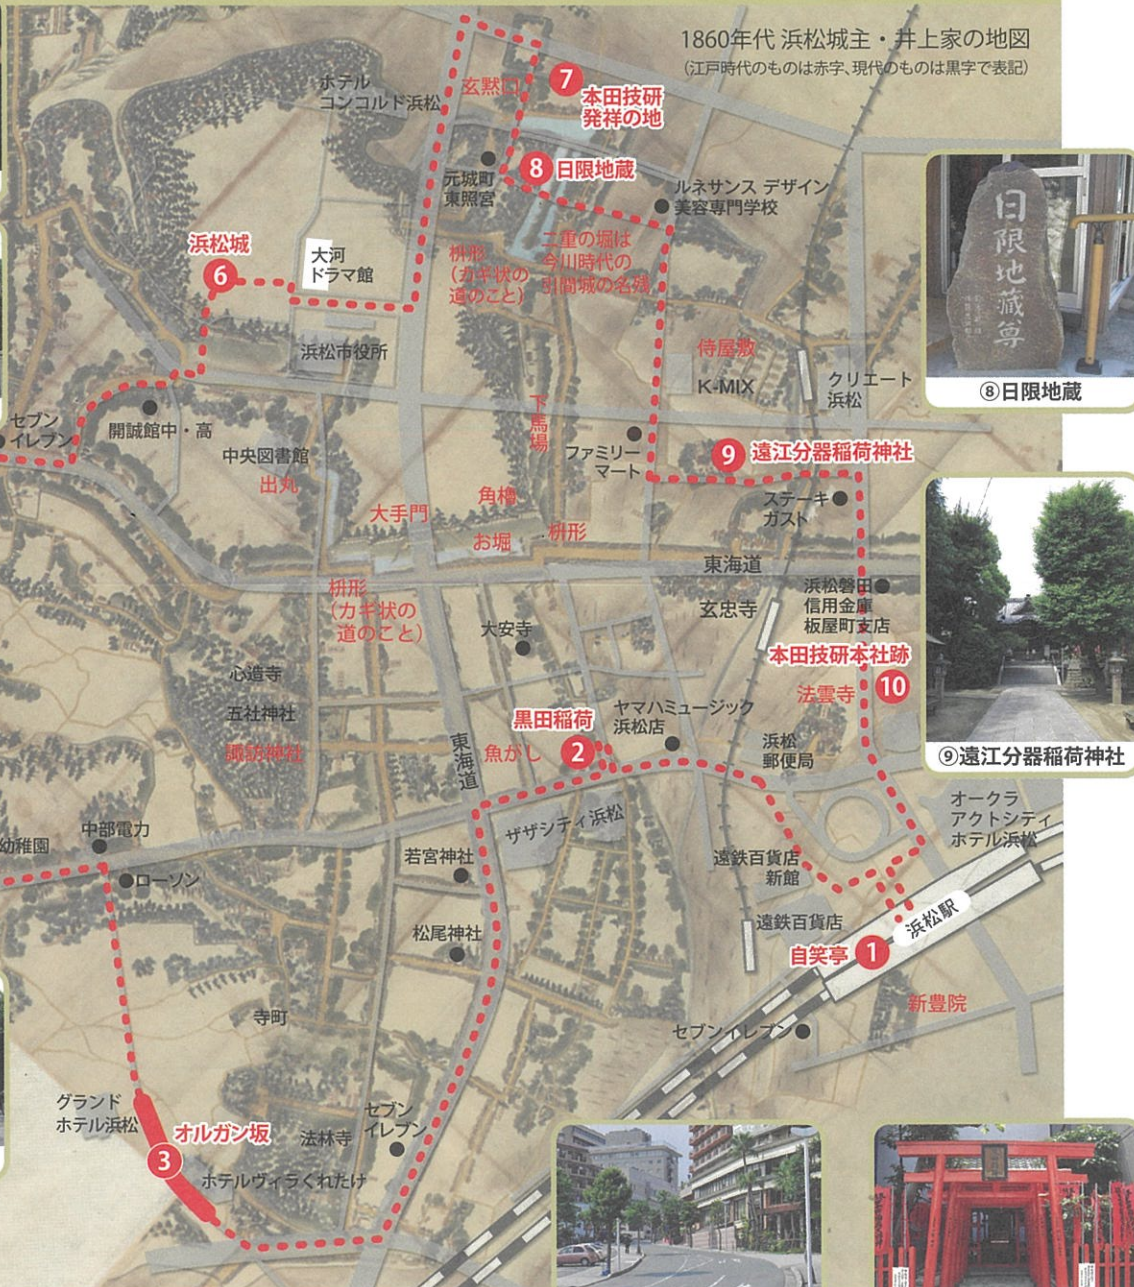 1860年代 浜松城主・井上家の地図
(江戸時代のものは赤字、現代のものは黒字で表記)
ホテル
コンコルド浜松
玄黙口
7
本田技研
発祥の地
8
日限地蔵
元城町
東照宮
ルネサンス デザイン
美容専門学校
浜松城
6
大河
ドラマ館
枡形
(カギ状の
道のこと)
二重の堀は
今川時代の
引間城の名残
浜松市役所
侍屋敷
K-MIX
クリエート
浜松
日限地蔵尊
⑧日限地蔵
セブン
イレブン
開誠館中・高
中央図書館
出丸
下馬場
ファミリー
マート
9
遠江分器稲荷神社
ステーキ
ガスト
大手門
角櫓
お堀
枡形
東海道
枡形
(カギ状の
道のこと)
大安寺
玄忠寺
浜松磐田
信用金庫
板屋町支店
本田技研本社跡
10
法雲寺
心造寺
五社神社
諏訪神社
東海道
黒田稲荷
2
魚がし
ヤマハミュージック
浜松店
浜松
郵便局
⑨遠江分器稲荷神社
オークラ
アクトシティ
ホテル浜松
幼稚園
中部電力
ローソン
ザザシティ浜松
若宮神社
松尾神社
遠鉄百貨店
新館
遠鉄百貨店
浜松駅
自笑亭
1
新豊院
セブンイレブン
寺町
グランド
ホテル浜松
オルガン坂
3
法林寺
セブン
イレブン
ホテルヴィラくれたけ